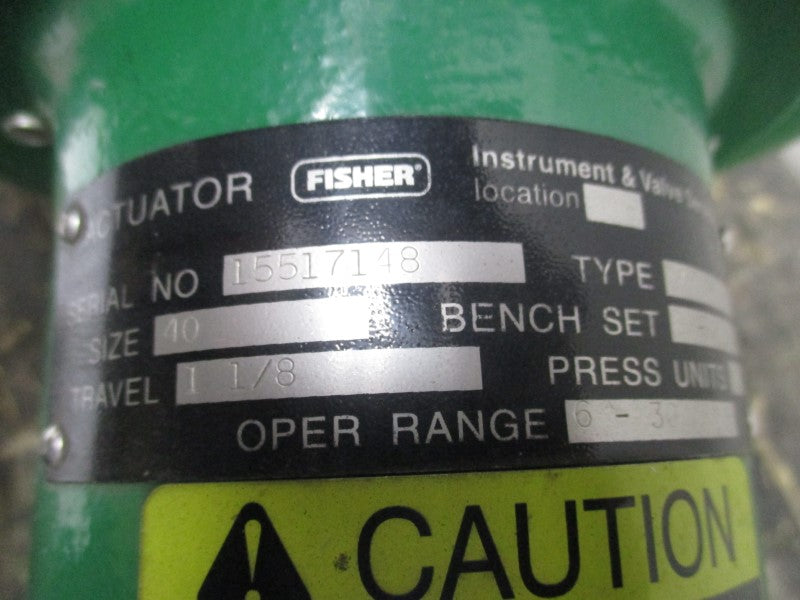 ACTUATOR FISHER Instrument & Valve
location
SERIAL NO 15517148 TYPE
SIZE 40 BENCH SET
TRAVEL 1 1/8 PRESS UNITS
OPER RANGE
CAUTION